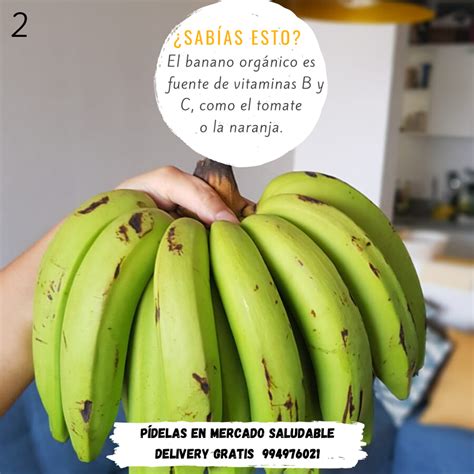 2
¿SABÍAS ESTO?
El banano orgánico es
fuente de vitaminas B y
C, como el tomate
o la naranja.
PÍDELAS EN MERCADO SALUDABLE
DELIVERY GRATIS 994976021